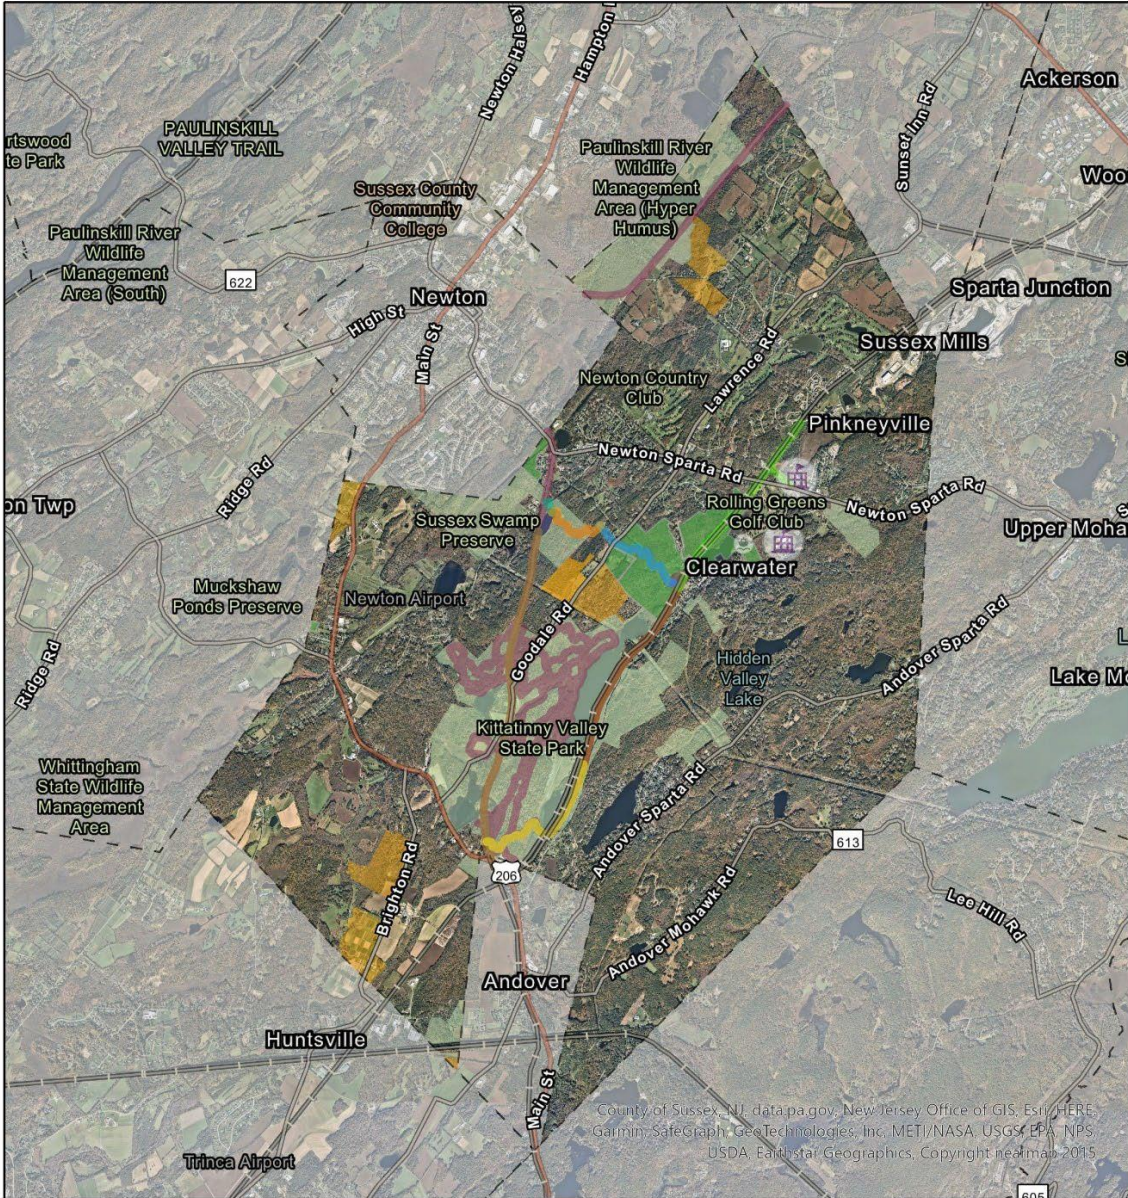 Newton Halsey
Hampton
Ackerson
PAULINSKILL
VALLEY TRAIL
rtswood
te Park
Paulinskill River
Wildlife
Management
Area (Hyper
Humus)
Sunset Inn Rd
Woo
Sussex County
Community
College
Paulinskill River
Wildlife
Management
Area (South)
622
Newton
Sparta Junction
High St
Main St
Sussex Mills
Lawrence Rd
Newton Country
Club
Pinkneyville
Newton Sparta Rd
Ridge Rd
on Twp
Rolling Greens
Golf Club
Newton Sparta Rd
Sussex Swamp
Preserve
Upper Moha
Clearwater
Muckshaw
Ponds Preserve
Newton Airport
Goodale Rd
Andover Sparta Rd
Ridge Rd
Hidden
Valley
Lake
Lake Mo
Kittatinny Valley
State Park
Whittingham
State Wildlife
Management
Area
Andover Sparta Rd
613
206
Brighton Rd
Andover Mohawk Rd
Lee Hill Rd
Andover
Huntsville
Main St
County of Sussex, NJ, data.pa.gov, New Jersey Office of GIS, Esri, HERE,
Garmin, SafeGraph, GeoTechnologies, Inc, METI/NASA, USGS, EPA, NPS,
USDA, Earthstar Geographics, Copyright nearmap 2015
Trinca Airport
605